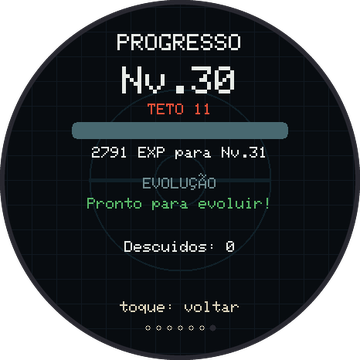 PROGRESSO
Nv.30
TETO 11
2791 EXP para Nv.31
EVOLUÇÃO
Pronto para evoluir!
Descuidos: 0
toque: voltar